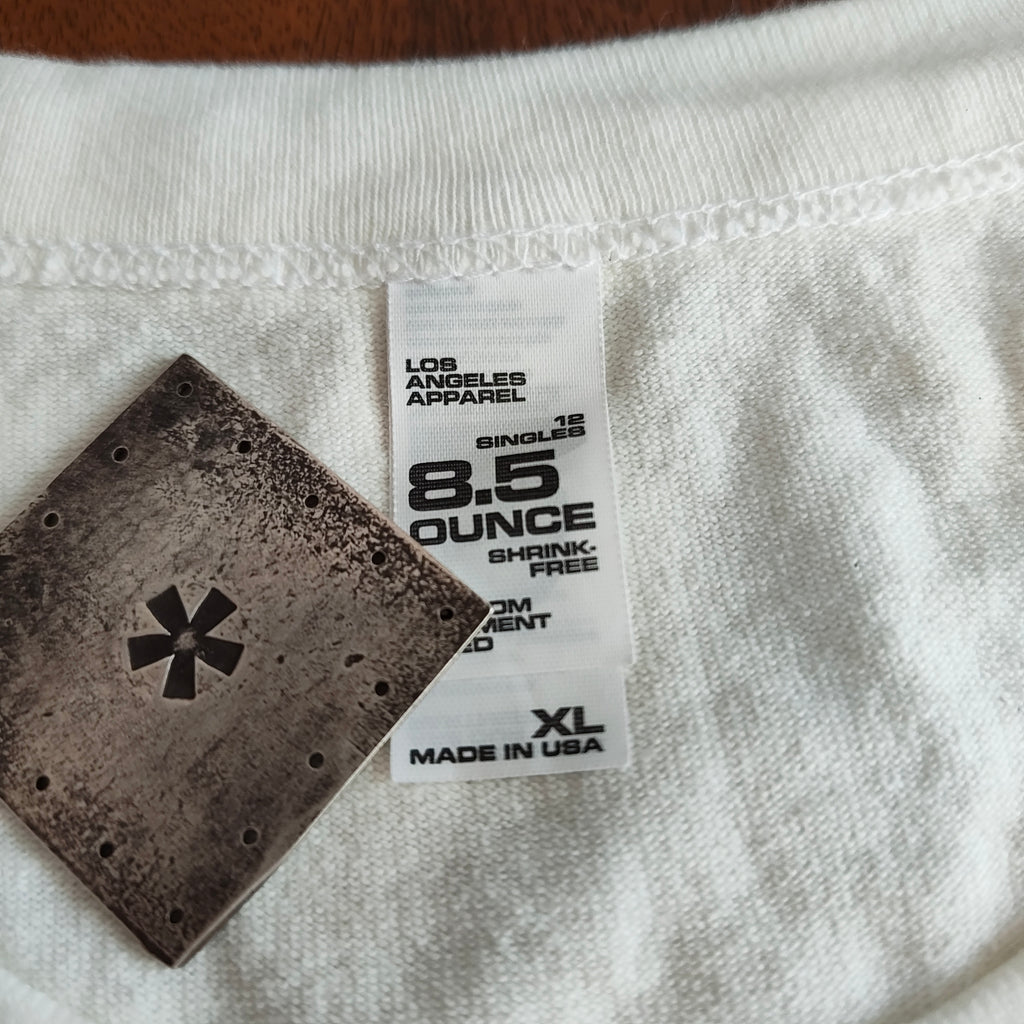 LOS
ANGELES
APPAREL
12
SINGLES
8.5
OUNCE
SHRINK-
FREE
XL
MADE IN USA